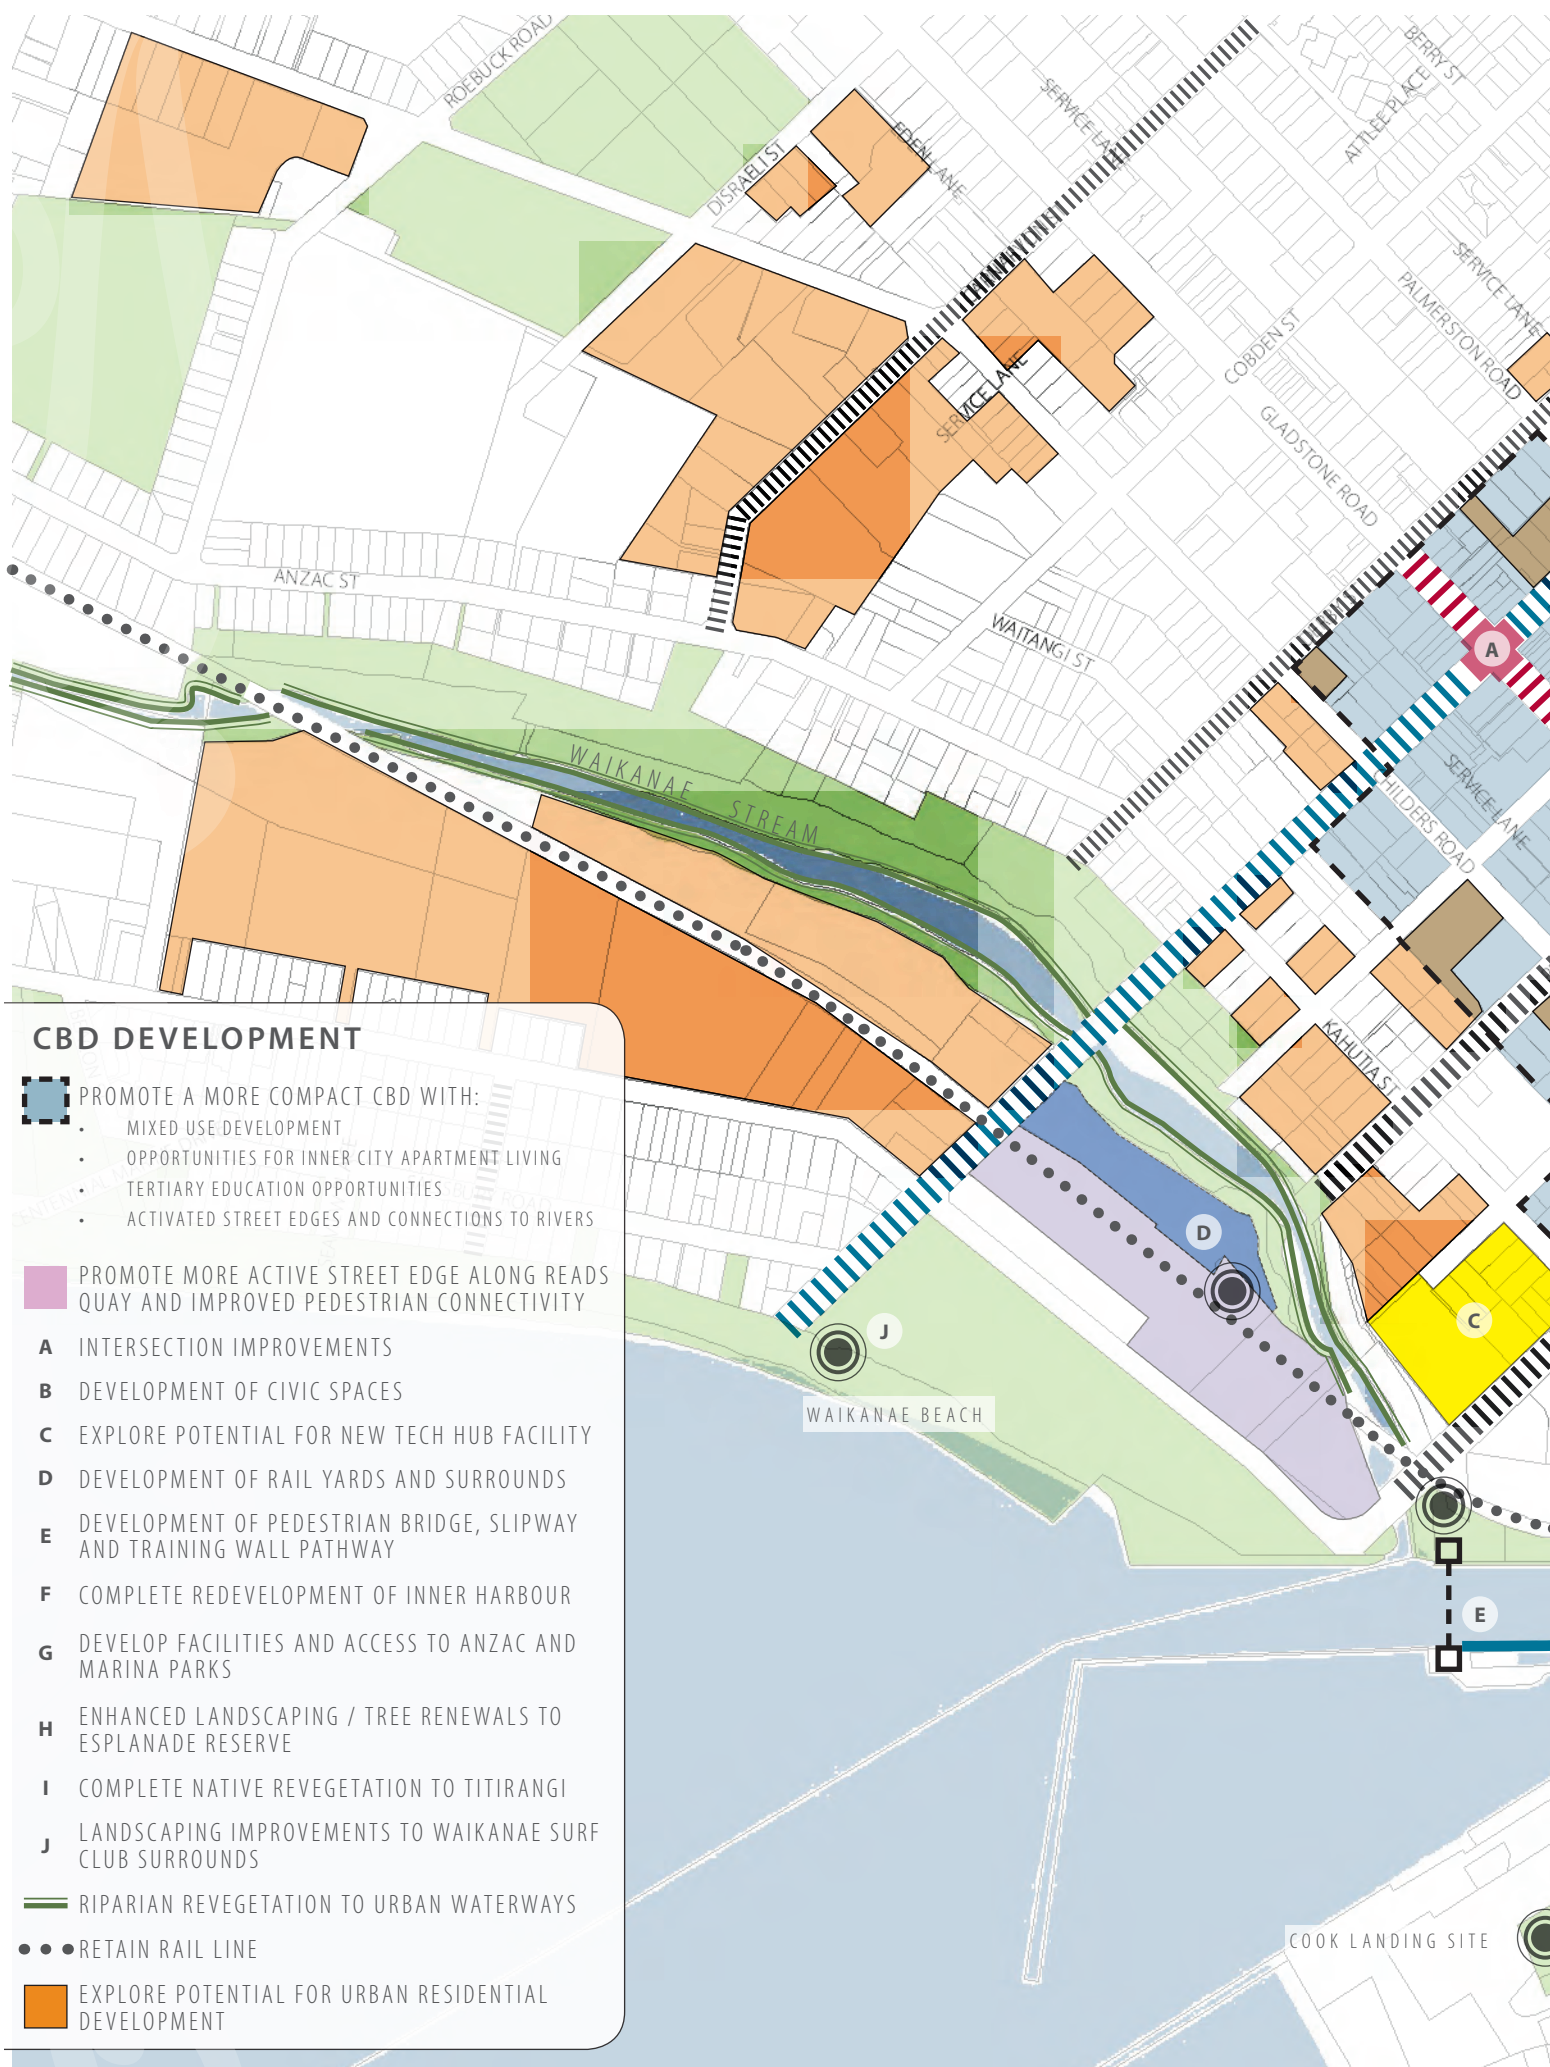 ROEBUCK ROAD
BERRY ST
ATTLEE PLACE
SERVICE LANE
EDEN LANE
DISRAELI ST
SERVICE LANE
PALMERSTON ROAD
COBDEN ST
SERVICE LANE
GLADSTONE ROAD
ANZAC ST
WAITANGI ST
A
WAIKANAE STREAM
SERVICE LANE
CHILDERS ROAD
KAHUTIA ST
D
C
J
WAIKANAE BEACH
E
COOK LANDING SITE
CBD DEVELOPMENT
PROMOTE A MORE COMPACT CBD WITH:
• MIXED USE DEVELOPMENT
• OPPORTUNITIES FOR INNER CITY APARTMENT LIVING
• TERTIARY EDUCATION OPPORTUNITIES
• ACTIVATED STREET EDGES AND CONNECTIONS TO RIVERS
PROMOTE MORE ACTIVE STREET EDGE ALONG READS
QUAY AND IMPROVED PEDESTRIAN CONNECTIVITY
A INTERSECTION IMPROVEMENTS
B DEVELOPMENT OF CIVIC SPACES
C EXPLORE POTENTIAL FOR NEW TECH HUB FACILITY
D DEVELOPMENT OF RAIL YARDS AND SURROUNDS
E DEVELOPMENT OF PEDESTRIAN BRIDGE, SLIPWAY
AND TRAINING WALL PATHWAY
F COMPLETE REDEVELOPMENT OF INNER HARBOUR
G DEVELOP FACILITIES AND ACCESS TO ANZAC AND
MARINA PARKS
H ENHANCED LANDSCAPING / TREE RENEWALS TO
ESPLANADE RESERVE
I COMPLETE NATIVE REVEGETATION TO TITIRANGI
J LANDSCAPING IMPROVEMENTS TO WAIKANAE SURF
CLUB SURROUNDS
RIPARIAN REVEGETATION TO URBAN WATERWAYS
RETAIN RAIL LINE
EXPLORE POTENTIAL FOR URBAN RESIDENTIAL
DEVELOPMENT